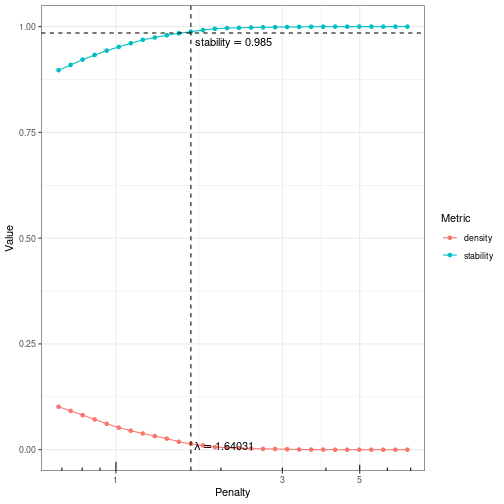 1.00
0.75
0.50
0.25
0.00
Value
stability = 0.985
λ = 1.64031
1
3
5
Penalty
Metric
density
stability